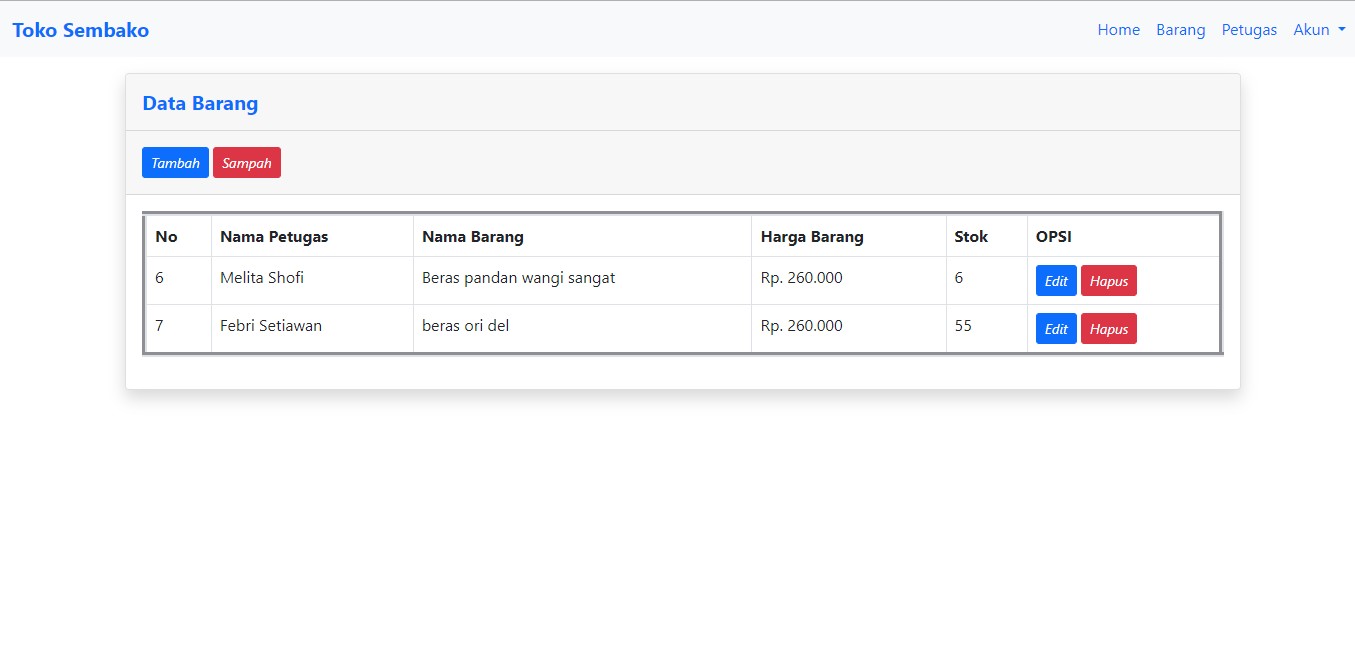 Toko Sembako Home Barang Petugas Akun
Data Barang
Tambah Sampah
No Nama Petugas Nama Barang Harga Barang Stok OPSI
6 Melita Shofi Beras pandan wangi sangat Rp. 260.000 6 Edit Hapus
7 Febri Setiawan beras ori del Rp. 260.000 55 Edit Hapus